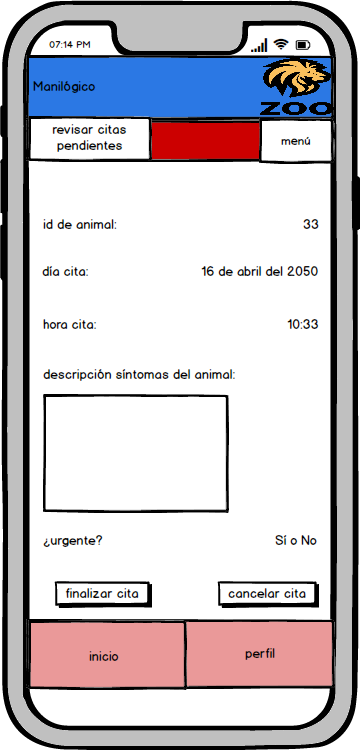 07:14 PM
Manilógico
ZOO
revisar citas
pendientes
menú
id de animal: 33
día cita: 16 de abril del 2050
hora cita: 10:33
descripción síntomas del animal:
¿urgente? Sí o No
finalizar cita cancelar cita
inicio perfil